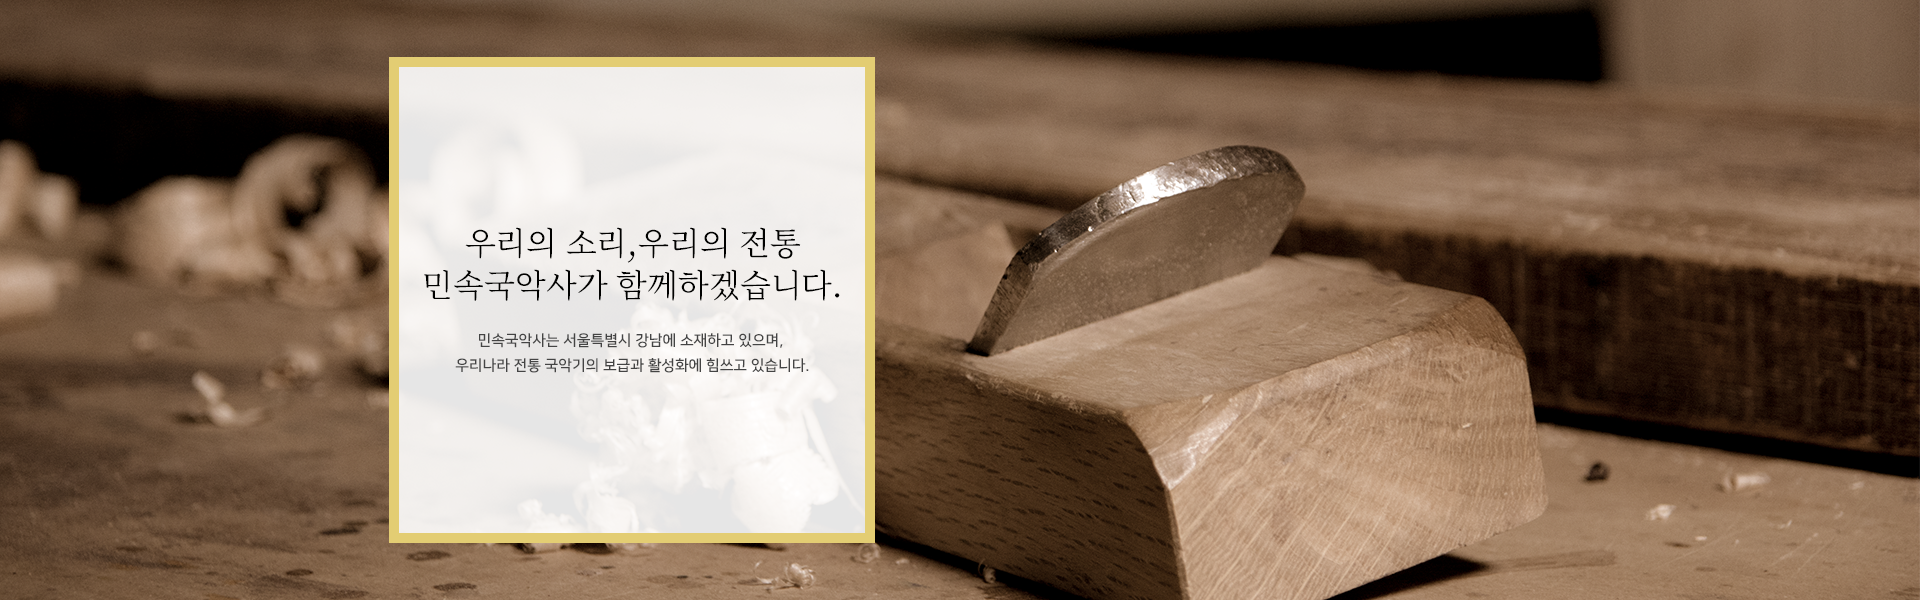 우리의 소리,우리의 전통
민속국악사가 함께하겠습니다.
민속국악사는 서울특별시 강남에 소재하고 있으며,
우리나라 전통 국악기의 보급과 활성화에 힘쓰고 있습니다.